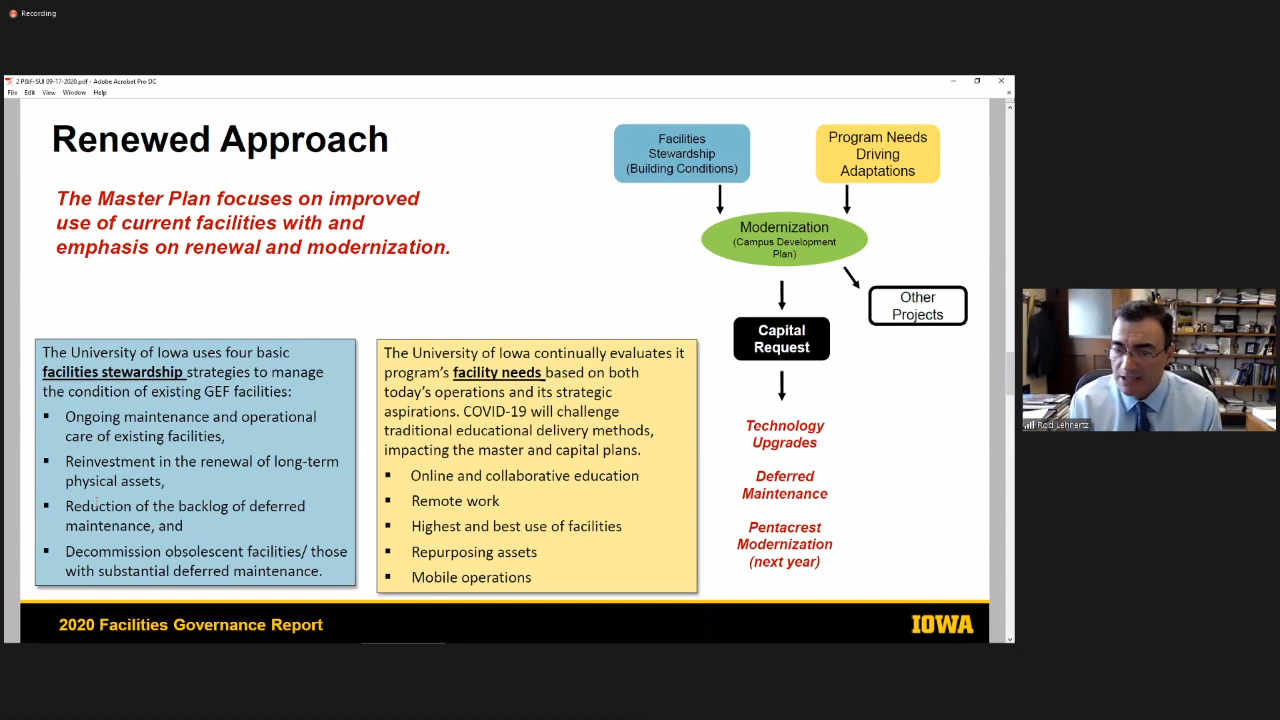 Recording
2 P&F-SUI 09-17-2020.pdf - Adobe Acrobat Pro DC
File Edit View Window Help
Renewed Approach
The Master Plan focuses on improved
use of current facilities with and
emphasis on renewal and modernization.
Facilities
Stewardship
(Building Conditions)
Program Needs
Driving
Adaptations
Modernization
(Campus Development
Plan)
Other
Projects
Capital
Request
Technology
Upgrades
Deferred
Maintenance
Pentacrest
Modernization
(next year)
The University of Iowa uses four basic
facilities stewardship strategies to manage
the condition of existing GEF facilities:
▪ Ongoing maintenance and operational
care of existing facilities,
▪ Reinvestment in the renewal of long-term
physical assets,
▪ Reduction of the backlog of deferred
maintenance, and
▪ Decommission obsolescent facilities/ those
with substantial deferred maintenance.
The University of Iowa continually evaluates it
program's facility needs based on both
today's operations and its strategic
aspirations. COVID-19 will challenge
traditional educational delivery methods,
impacting the master and capital plans.
▪ Online and collaborative education
▪ Remote work
▪ Highest and best use of facilities
▪ Repurposing assets
▪ Mobile operations
2020 Facilities Governance Report
IOWA
Rod Lehnertz